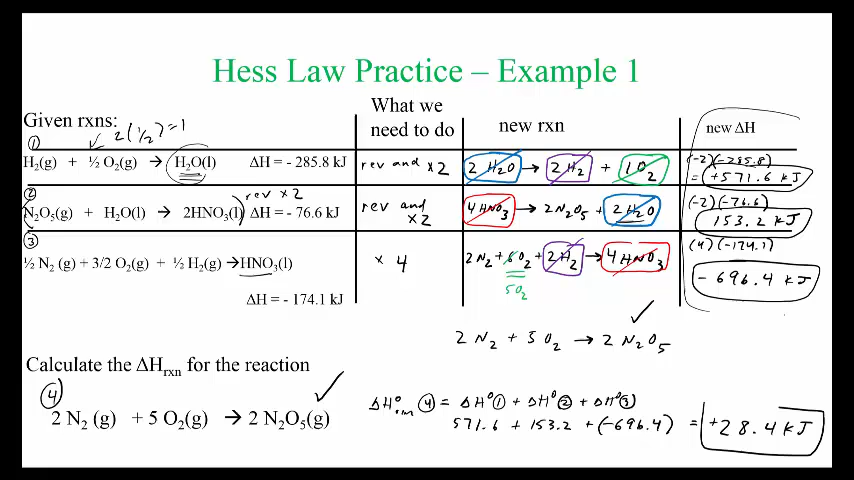 Hess Law Practice – Example 1
Given rxns:
2(½)=1
What we need to do
new rxn
new ΔH
①
H₂(g) + ½ O₂(g) → H₂O(l) ΔH = - 285.8 kJ
rev and ×2
2 H₂O → 2 H₂ + 1 O₂
(-2)(-285.8)
= +571.6 kJ
②
rev ×2
N₂O₅(g) + H₂O(l) → 2HNO₃(l) ΔH = - 76.6 kJ
rev and ×2
4 HNO₃ → 2 N₂O₅ + 2 H₂O
(-2)(-76.6)
153.2 kJ
③
½ N₂ (g) + 3/2 O₂(g) + ½ H₂(g) → HNO₃(l)
ΔH = - 174.1 kJ
× 4
2 N₂ + 6 O₂ + 2 H₂ → 4 HNO₃
5 O₂
(4)(-174.1)
- 696.4 kJ
2 N₂ + 5 O₂ → 2 N₂O₅
Calculate the ΔHrxn for the reaction
④
2 N₂ (g) + 5 O₂(g) → 2 N₂O₅(g)
ΔH°rxn ④ = ΔH°① + ΔH°② + ΔH°③
571.6 + 153.2 + (-696.4) = +28.4 kJ